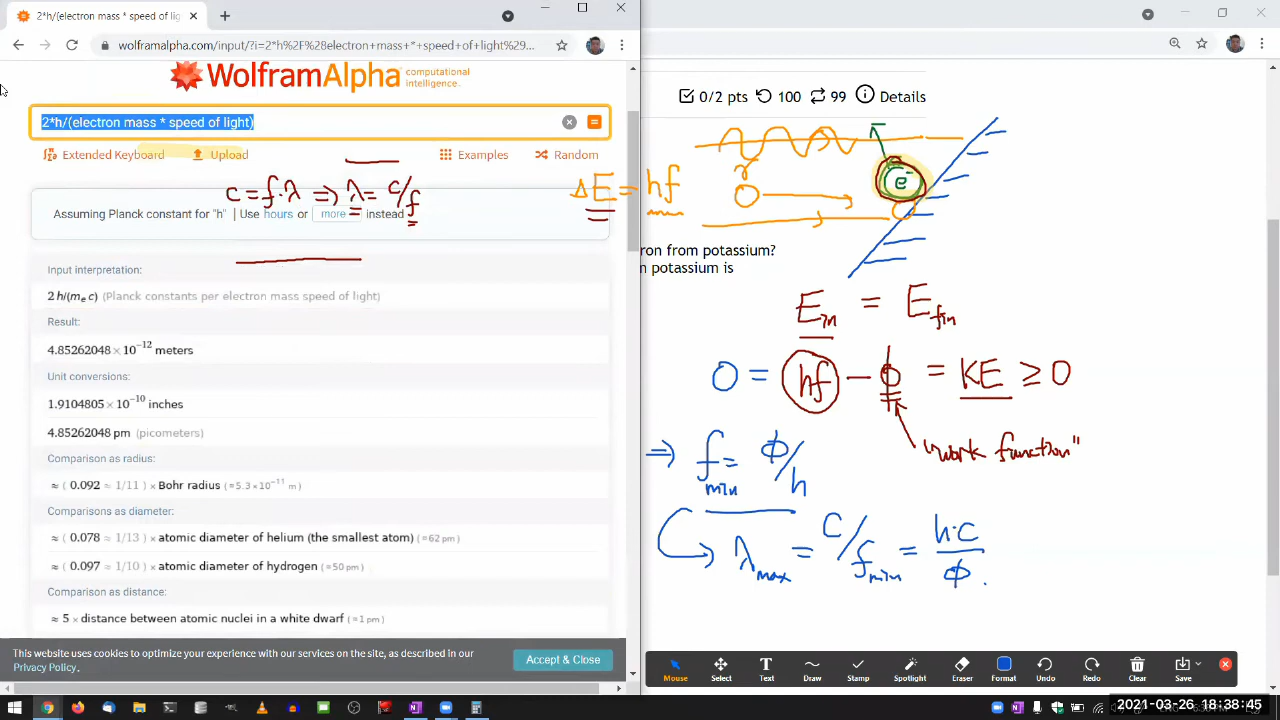 2*h/(electron mass * speed of lig
wolframalpha.com/input/?i=2*h%2F%28electron+mass+*+speed+of+light%29...
WolframAlpha computational intelligence.
2*h/(electron mass * speed of light)
Extended Keyboard Upload Examples Random
c = f·λ ⇒ λ = c/f
Assuming Planck constant for "h" | Use hours or more instead
Input interpretation:
2 h/(mₑ c) (Planck constants per electron mass speed of light)
Result:
4.85262048×10⁻¹² meters
Unit conversions:
1.9104805×10⁻¹⁰ inches
4.85262048 pm (picometers)
Comparison as radius:
≈ ( 0.092 ≈ 1/11 ) × Bohr radius ( ≈ 5.3×10⁻¹¹ m )
Comparisons as diameter:
≈ ( 0.078 ≈ 1/13 ) × atomic diameter of helium (the smallest atom) ( ≈ 62 pm )
≈ ( 0.097 ≈ 1/10 ) × atomic diameter of hydrogen ( ≈ 50 pm )
Comparison as distance:
≈ 5 × distance between atomic nuclei in a white dwarf ( ≈ 1 pm )
This website uses cookies to optimize your experience with our services on the site, as described in our
Privacy Policy.
Accept & Close
0/2 pts 100 99 Details
γ
e⁻
ΔE = hf
min
tron from potassium?
n potassium is
E_in = E_fin
0 = hf − ϕ = KE ≥ 0
"work function"
⇒ f_min = ϕ/h
λ_max = c/f_min = h·c/ϕ.
Mouse Select Text Draw Stamp Spotlight Eraser Format Undo Redo Clear Save
2021-03-26 18:38:45